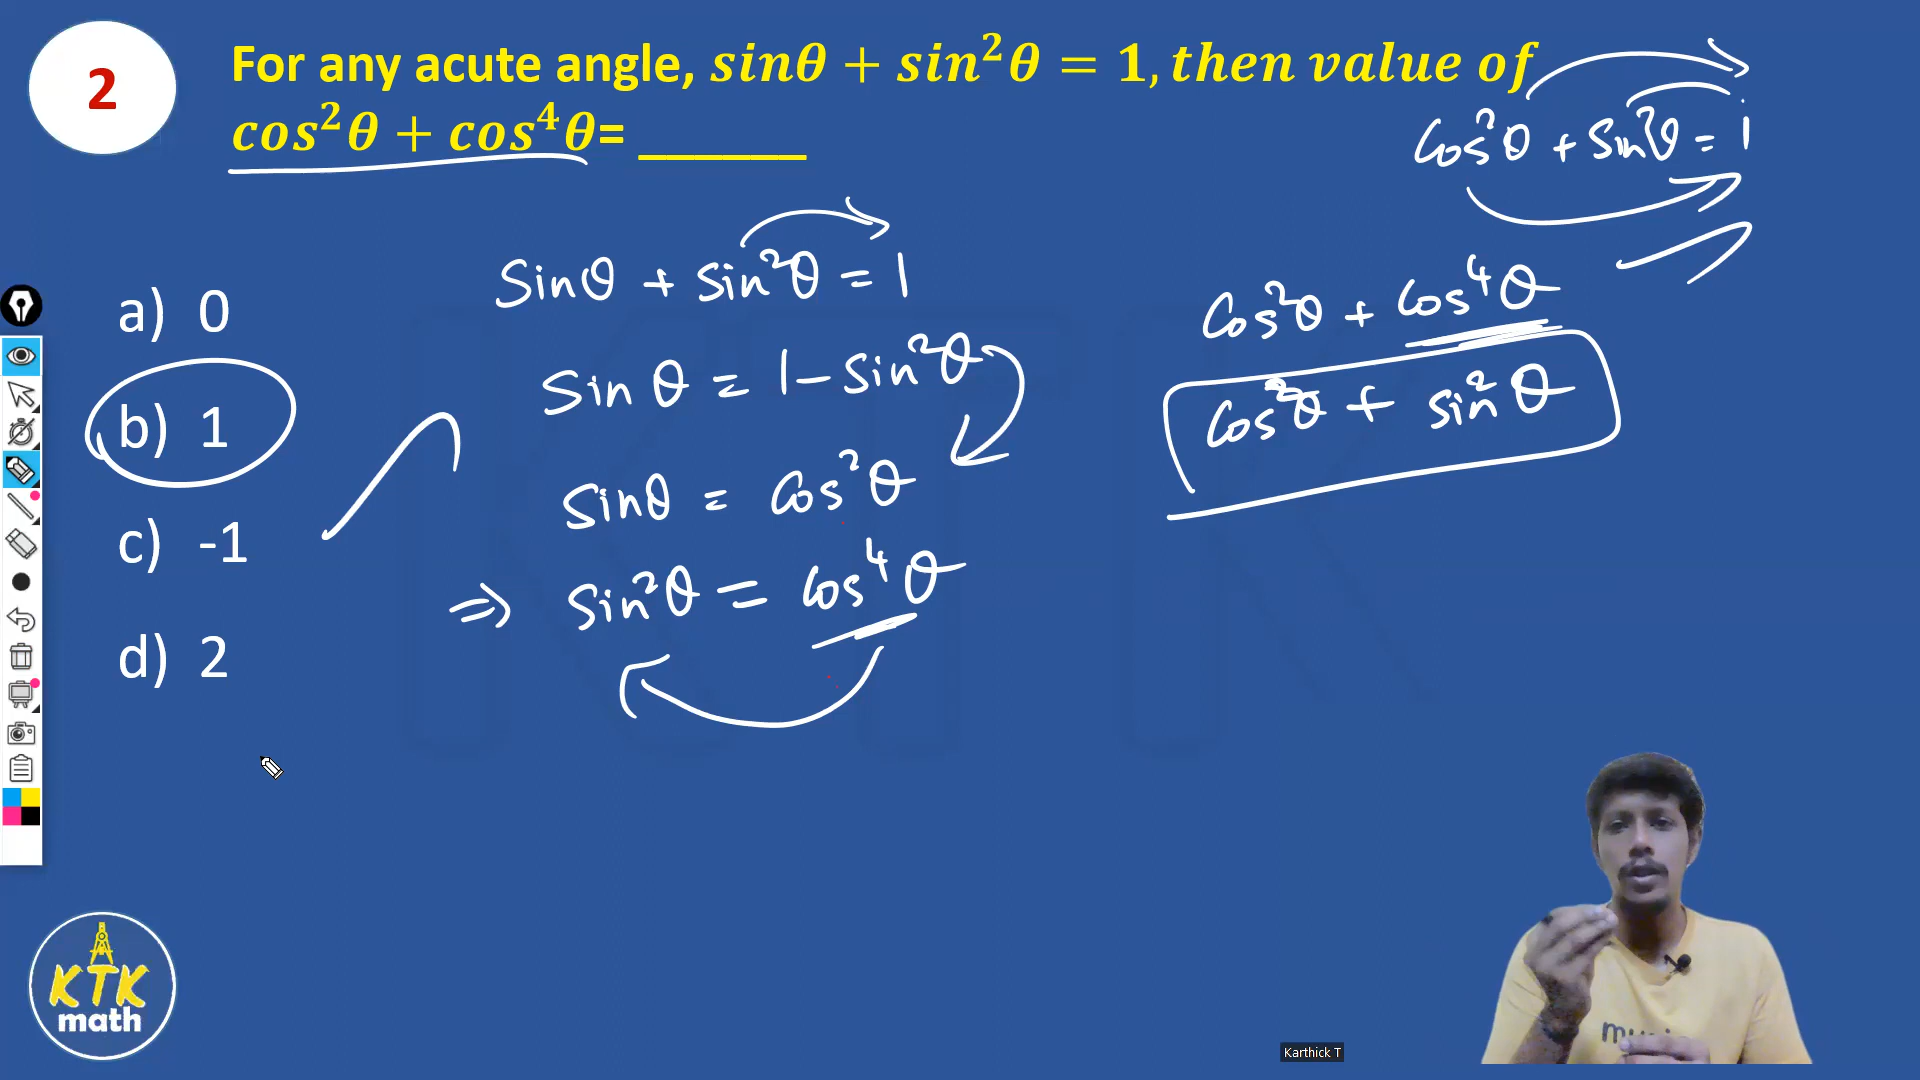 2
For any acute angle, sinθ + sin²θ = 1, then value of
cos²θ + cos⁴θ= _______
cos²θ + sin²θ = 1
sinθ + sin²θ = 1
sin θ = 1 – sin²θ
sinθ = cos²θ
⇒ sin²θ = cos⁴θ
cos²θ + cos⁴θ
cos²θ + sin²θ
a) 0
b) 1
c) -1
d) 2
KTK
math
Karthick T